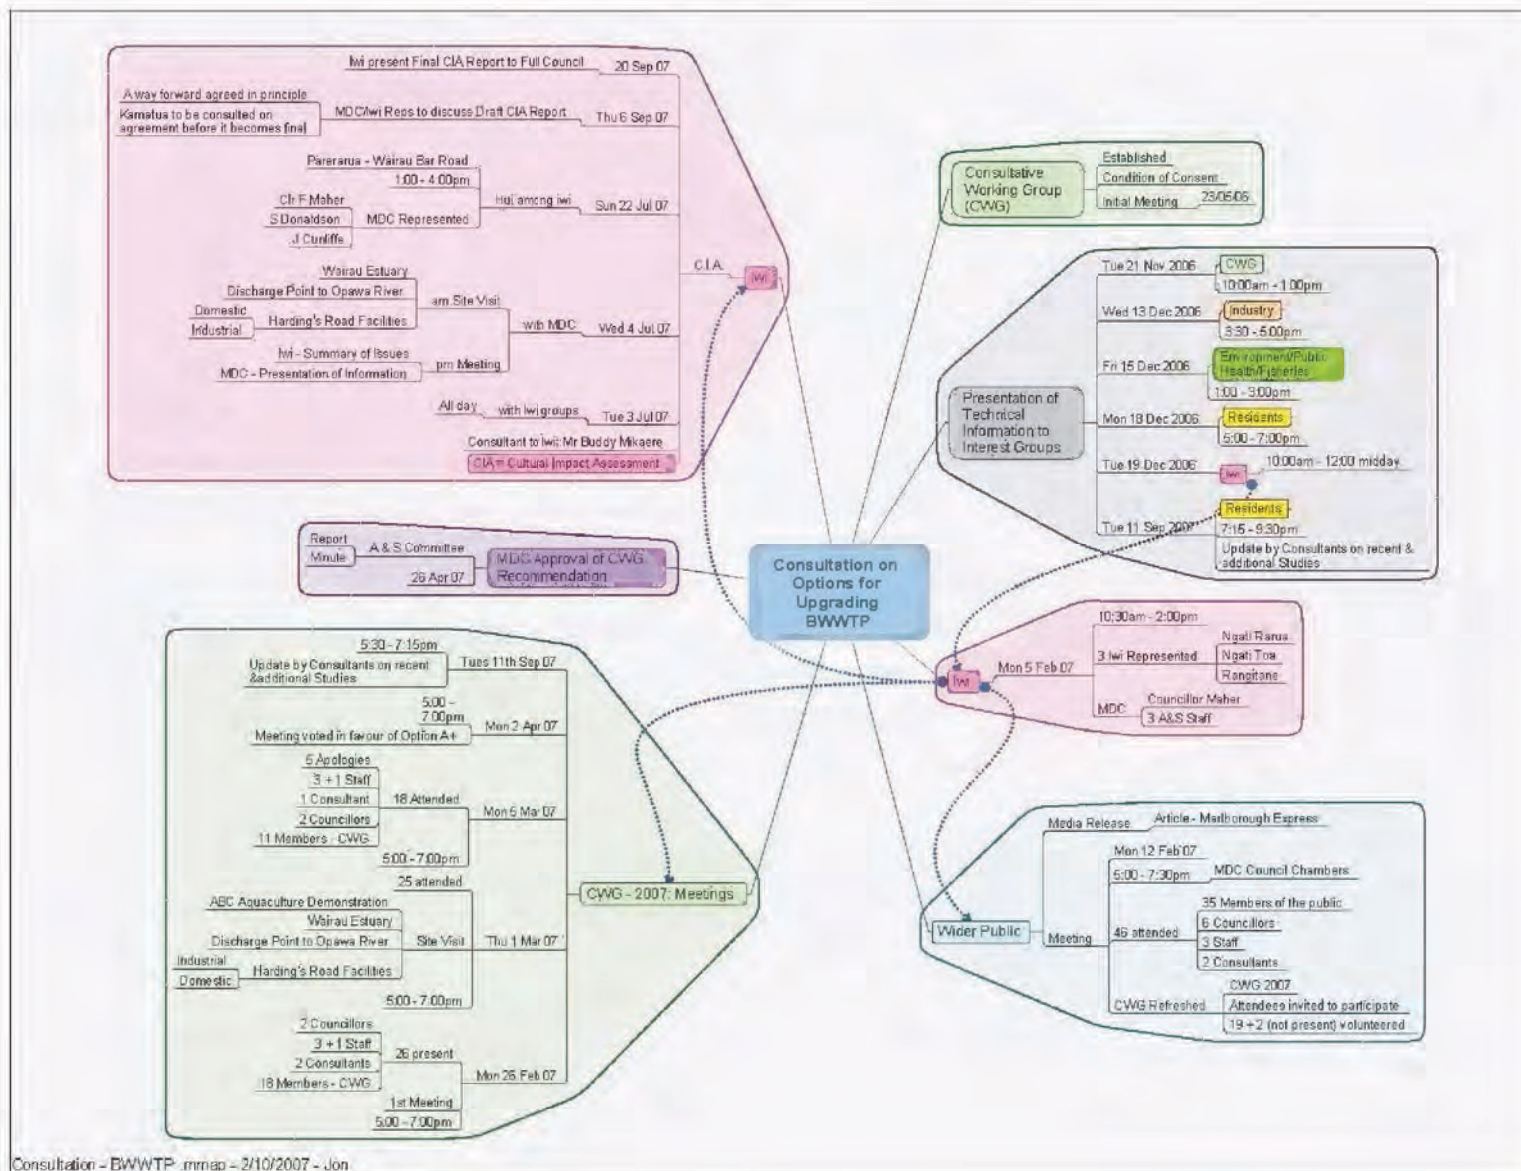 Iwi present Final CIA Report to Full Council
20 Sep 07
A way forward agreed in principle
Kamatua to be consulted on
agreement before it becomes final
MDC/Iwi Reps to discuss Draft CIA Report
Thu 6 Sep 07
Parerarua - Wairau Bar Road
1:00 - 4:00pm
Clr F Maher
S Donaldson
J Cunliffe
MDC Represented
Hui among iwi
Sun 22 Jul 07
C.I.A.
Iwi
Wairau Estuary
Discharge Point to Opawa River
Domestic
Industrial
Harding's Road Facilities
am Site Visit
with MDC
Wed 4 Jul 07
Iwi - Summary of Issues
MDC - Presentation of Information
pm Meeting
All day
with Iwi groups
Tue 3 Jul 07
Consultant to Iwi: Mr Buddy Mikaere
CIA = Cultural Impact Assessment
Consultative
Working Group
(CWG)
Established
Condition of Consent
Initial Meeting
23/05/06
Presentation of
Technical
Information to
Interest Groups
Tue 21 Nov 2006
CWG
10:00am - 1:00pm
Wed 13 Dec 2006
Industry
3:30 - 5:00pm
Fri 15 Dec 2006
Environment/Public
Health/Fisheries
1:00 - 3:00pm
Mon 18 Dec 2006
Residents
5:00 - 7:00pm
Tue 19 Dec 2006
Iwi
10:00am - 12:00 midday
Tue 11 Sep 2007
Residents
7:15 - 9:30pm
Update by Consultants on recent &
additional Studies
Report
Minute
A & S Committee
26 Apr 07
MDC Approval of CWG
Recommendation
Consultation on
Options for
Upgrading
BWWTP
Iwi
Mon 5 Feb 07
10:30am - 2:00pm
3 Iwi Represented
Ngati Rarua
Ngati Toa
Rangitane
MDC
Councillor Maher
3 A&S Staff
5:30 - 7:15pm
Update by Consultants on recent
&additional Studies
Tues 11th Sep 07
5:00 -
7:00pm
Meeting voted in favour of Option A+
Mon 2 Apr 07
5 Apologies
3 + 1 Staff
1 Consultant
2 Councillors
11 Members - CWG
18 Attended
5:00 - 7:00pm
Mon 5 Mar 07
CWG - 2007: Meetings
25 attended
ABC Aquaculture Demonstration
Wairau Estuary
Discharge Point to Opawa River
Industrial
Domestic
Harding's Road Facilities
Site Visit
5:00 - 7:00pm
Thu 1 Mar 07
2 Councillors
3 + 1 Staff
2 Consultants
18 Members - CWG
26 present
1st Meeting
5:00 - 7:00pm
Mon 26 Feb 07
Wider Public
Media Release
Article - Marlborough Express
Meeting
Mon 12 Feb 07
5:00 - 7:30pm
MDC Council Chambers
46 attended
35 Members of the public
6 Councillors
3 Staff
2 Consultants
CWG Refreshed
CWG 2007
Attendees invited to participate
19 + 2 (not present) volunteered
Consultation - BWWTP .mmap - 2/10/2007 - Jon